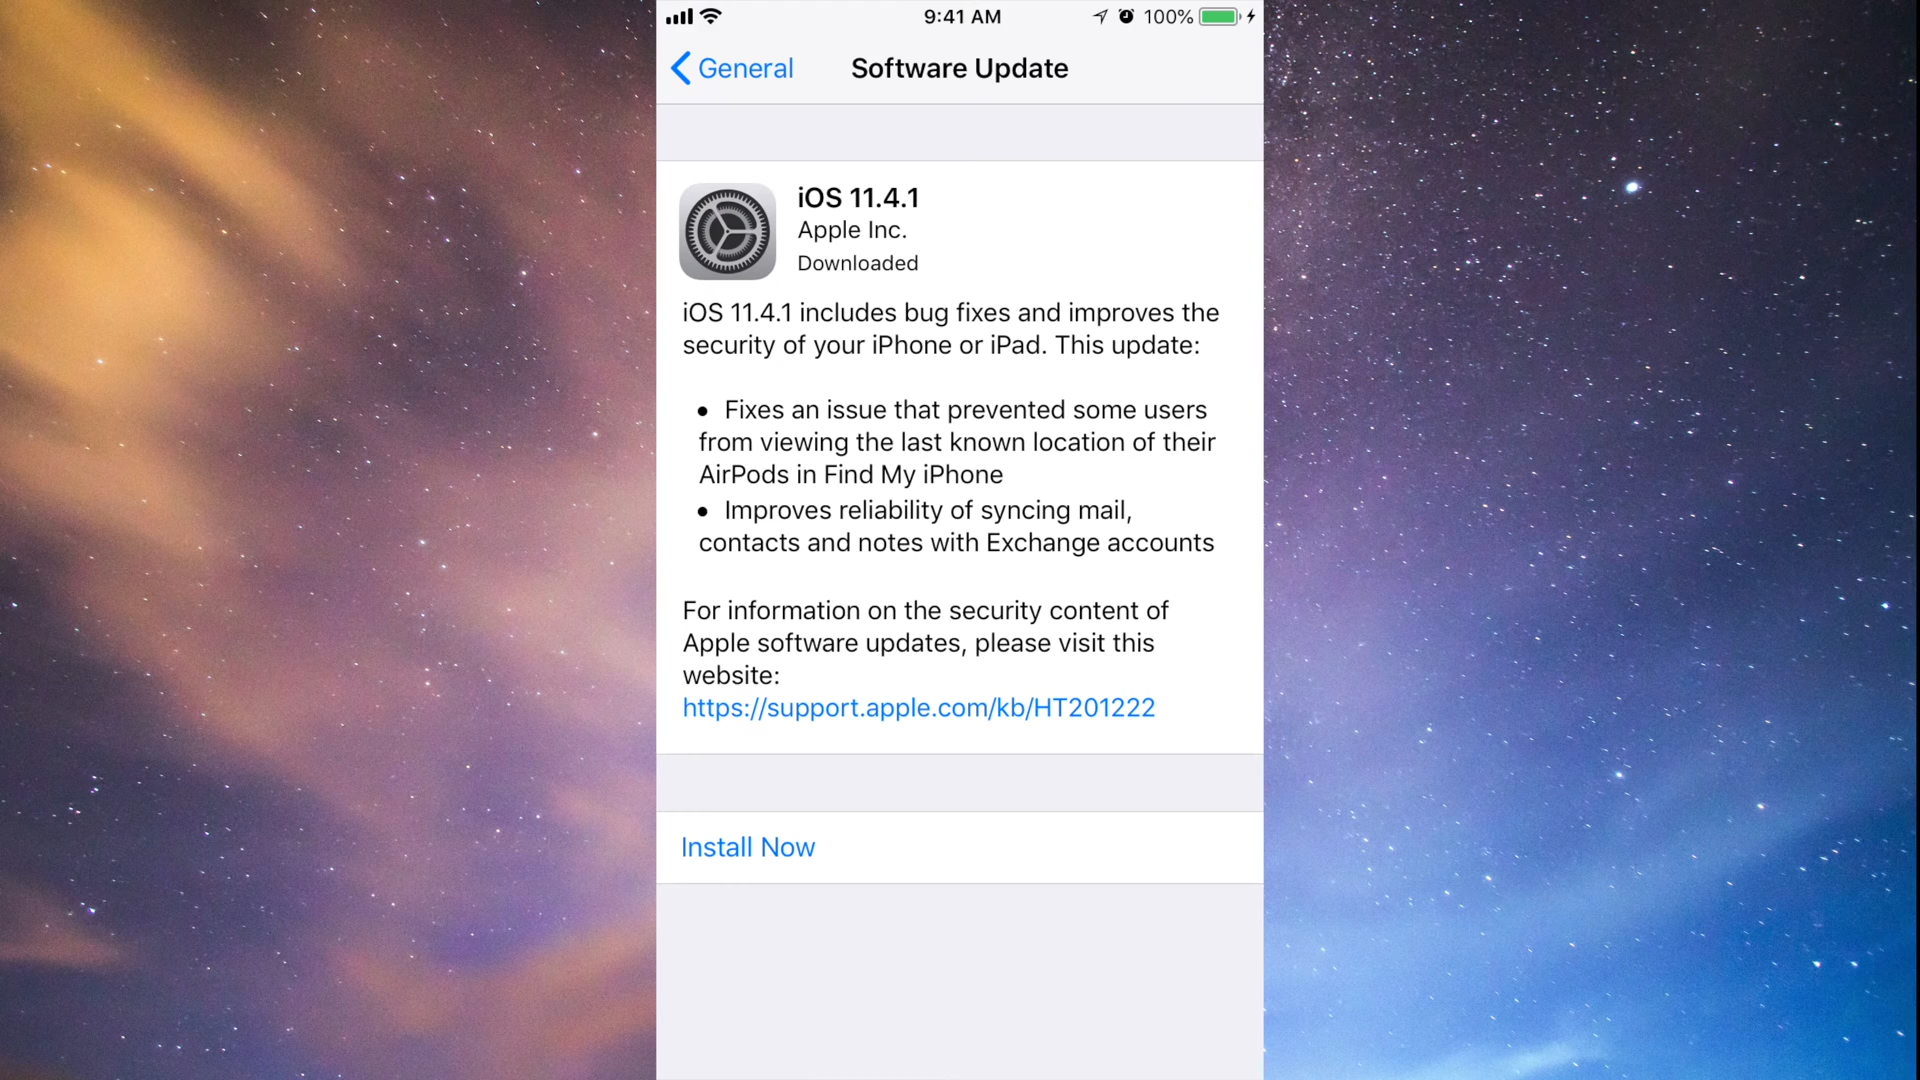 9:41 AM
100%
General
Software Update
iOS 11.4.1
Apple Inc.
Downloaded
iOS 11.4.1 includes bug fixes and improves the
security of your iPhone or iPad. This update:
• Fixes an issue that prevented some users
from viewing the last known location of their
AirPods in Find My iPhone
• Improves reliability of syncing mail,
contacts and notes with Exchange accounts
For information on the security content of
Apple software updates, please visit this
website:
https://support.apple.com/kb/HT201222
Install Now